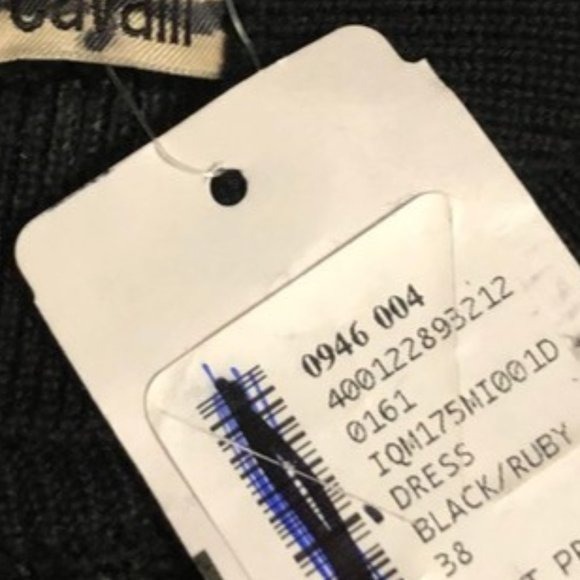 Cavalli
0946 004
400122893212
0161
IQM175MI001D
DRESS
BLACK/RUBY
38